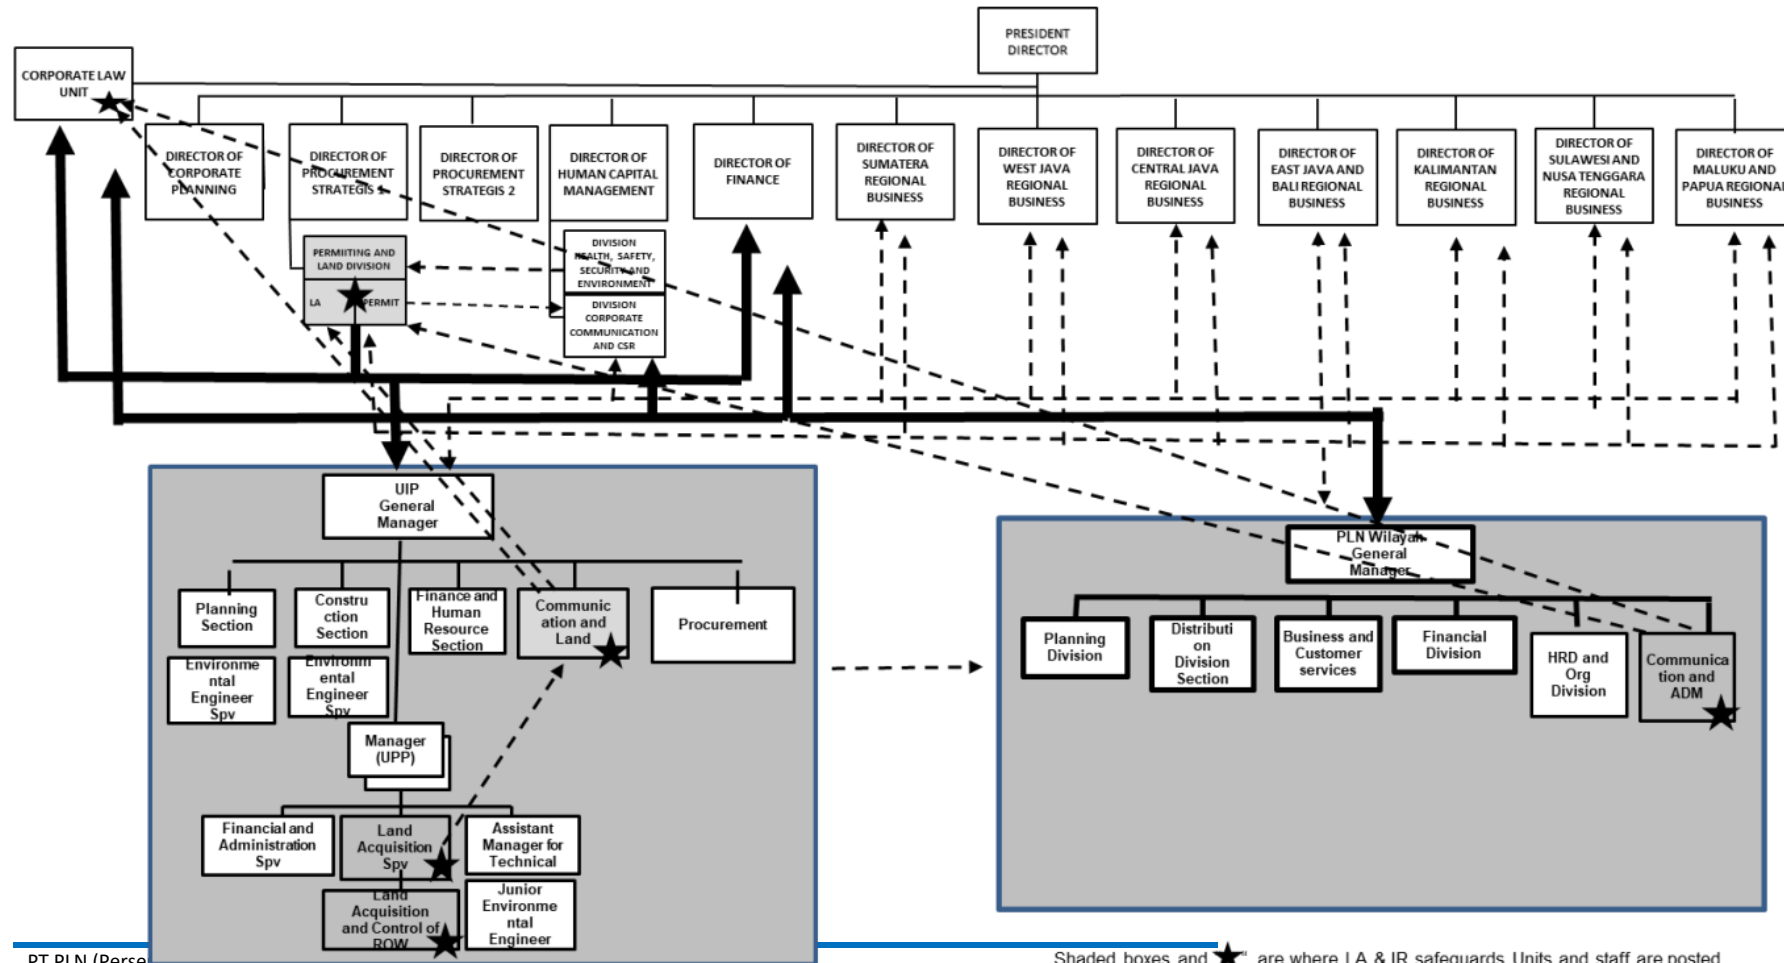 PRESIDENT
DIRECTOR
CORPORATE LAW
UNIT
DIRECTOR OF
CORPORATE
PLANNING
DIRECTOR OF
PROCUREMENT
STRATEGIS 1
DIRECTOR OF
PROCUREMENT
STRATEGIS 2
DIRECTOR OF
HUMAN CAPITAL
MANAGEMENT
DIRECTOR OF
FINANCE
DIRECTOR OF
SUMATERA
REGIONAL
BUSINESS
DIRECTOR OF
WEST JAVA
REGIONAL
BUSINESS
DIRECTOR OF
CENTRAL JAVA
REGIONAL
BUSINESS
DIRECTOR OF
EAST JAVA AND
BALI REGIONAL
BUSINESS
DIRECTOR OF
KALIMANTAN
REGIONAL
BUSINESS
DIRECTOR OF
SULAWESI AND
NUSA TENGGARA
REGIONAL
BUSINESS
DIRECTOR OF
MALUKU AND
PAPUA REGIONAL
BUSINESS
PERMIITING AND
LAND DIVISION
LA PERMIT
DIVISION
HEALTH, SAFETY,
SECURITY AND
ENVIRONMENT
DIVISION
CORPORATE
COMMUNICATION
AND CSR
UIP
General
Manager
Planning
Section
Constru
ction
Section
Finance and
Human
Resource
Section
Communic
ation and
Land
Procurement
Environme
ntal
Engineer
Spv
Environm
ental
Engineer
Spv
Manager
(UPP)
Financial and
Administration
Spv
Land
Acquisition
Spv
Assistant
Manager for
Technical
Land
Acquisition
and Control of
ROW
Junior
Environme
ntal
Engineer
PLN Wilayah
General
Manager
Planning
Division
Distributi
on
Division
Section
Business and
Customer
services
Financial
Division
HRD and
Org
Division
Communica
tion and
ADM
PT PLN (Perse
Shaded boxes and ★" are where LA & IR safeguards Units and staff are posted